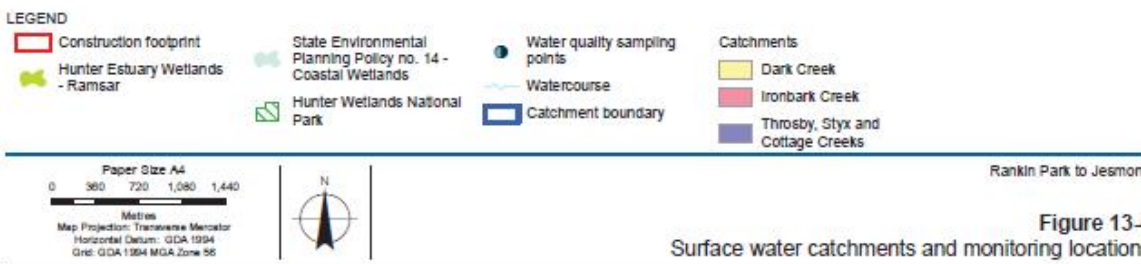 LEGEND
Construction footprint
Hunter Estuary Wetlands
- Ramsar
State Environmental
Planning Policy no. 14 -
Coastal Wetlands
Hunter Wetlands National
Park
Water quality sampling
points
Watercourse
Catchment boundary
Catchments
Dark Creek
Ironbark Creek
Throsby, Styx and
Cottage Creeks
Paper Size A4
0 360 720 1,080 1,440
Metres
Map Projection: Transverse Mercator
Horizontal Datum: GDA 1994
Grid: GDA 1994 MGA Zone 56
N
Rankin Park to Jesmon
Figure 13-
Surface water catchments and monitoring location